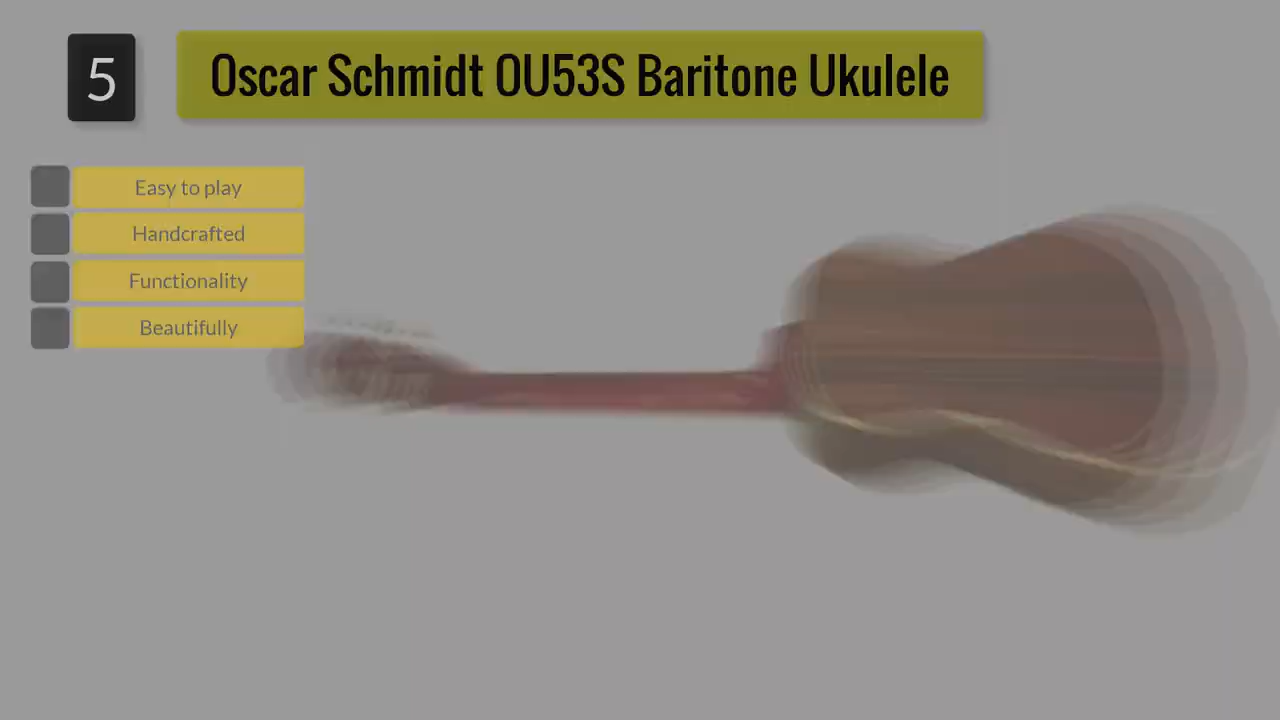 5
Oscar Schmidt OU53S Baritone Ukulele
Easy to play
Handcrafted
Functionality
Beautifully